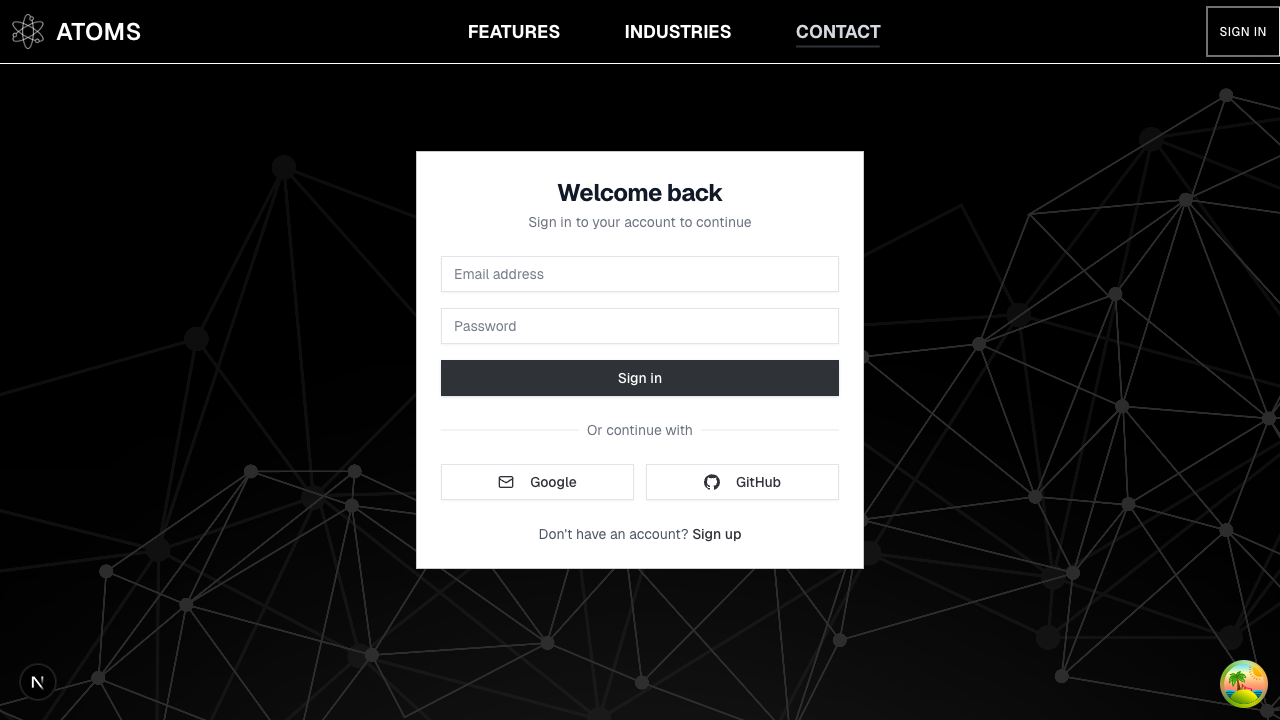 ATOMS
FEATURES
INDUSTRIES
CONTACT
SIGN IN
Welcome back
Sign in to your account to continue
Email address
Password
Sign in
Or continue with
Google
GitHub
Don't have an account? Sign up
N